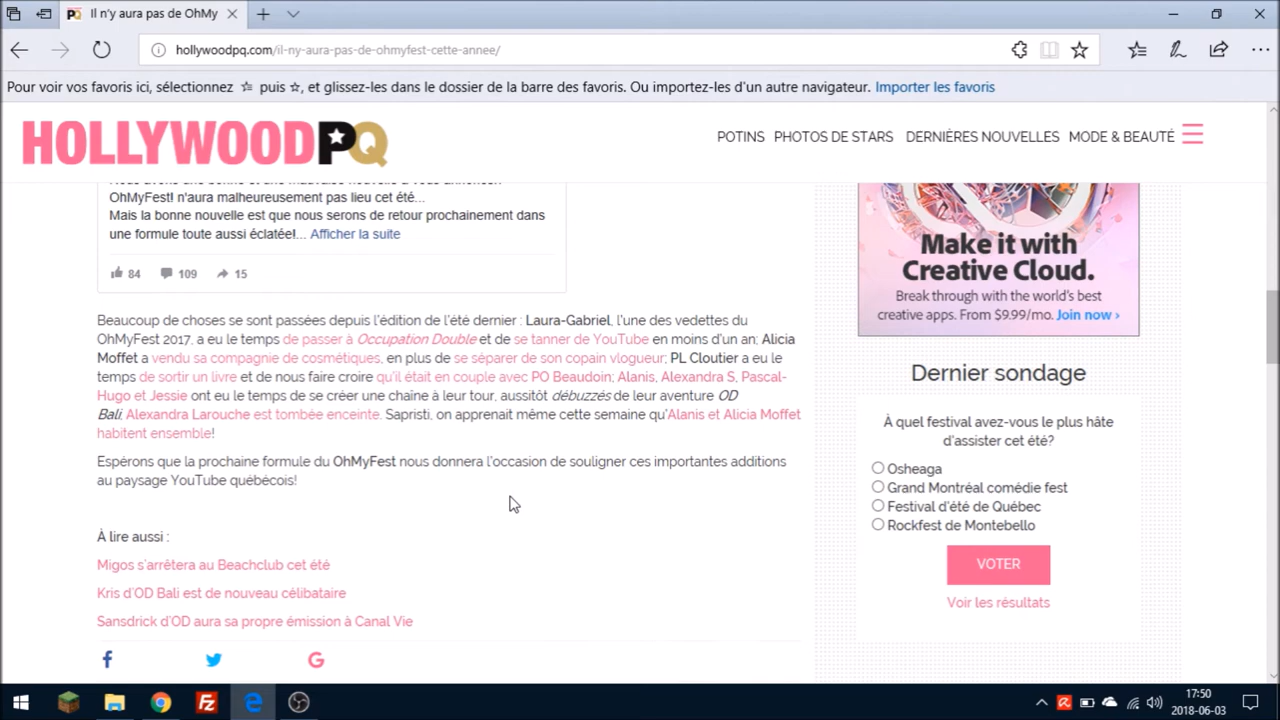 Il n'y aura pas de OhMy
hollywoodpq.com/il-ny-aura-pas-de-ohmyfest-cette-annee/
Pour voir vos favoris ici, sélectionnez puis ☆, et glissez-les dans le dossier de la barre des favoris. Ou importez-les d'un autre navigateur. Importer les favoris
HOLLYWOODPQ
POTINS PHOTOS DE STARS DERNIÈRES NOUVELLES MODE & BEAUTÉ
OhMyFest! n'aura malheureusement pas lieu cet été...
Mais la bonne nouvelle est que nous serons de retour prochainement dans
une formule toute aussi éclatée!... Afficher la suite
84 109 15
Beaucoup de choses se sont passées depuis l'édition de l'été dernier : Laura-Gabriel, l'une des vedettes du
OhMyFest 2017, a eu le temps de passer à Occupation Double et de se tanner de YouTube en moins d'un an; Alicia
Moffet a vendu sa compagnie de cosmétiques, en plus de se séparer de son copain vlogueur; PL Cloutier a eu le
temps de sortir un livre et de nous faire croire qu'il était en couple avec PO Beaudoin; Alanis, Alexandra S, Pascal-
Hugo et Jessie ont eu le temps de se créer une chaîne à leur tour, aussitôt débuzzés de leur aventure OD
Bali, Alexandra Larouche est tombée enceinte. Sapristi, on apprenait même cette semaine qu'Alanis et Alicia Moffet
habitent ensemble!
Espérons que la prochaine formule du OhMyFest nous donnera l'occasion de souligner ces importantes additions
au paysage YouTube québécois!
À lire aussi :
Migos s'arrêtera au Beachclub cet été
Kris d'OD Bali est de nouveau célibataire
Sansdrick d'OD aura sa propre émission à Canal Vie
Make it with
Creative Cloud.
Break through with the world's best
creative apps. From $9.99/mo. Join now ›
Dernier sondage
À quel festival avez-vous le plus hâte
d'assister cet été?
Osheaga
Grand Montréal comédie fest
Festival d'été de Québec
Rockfest de Montebello
VOTER
Voir les résultats
17:50
2018-06-03